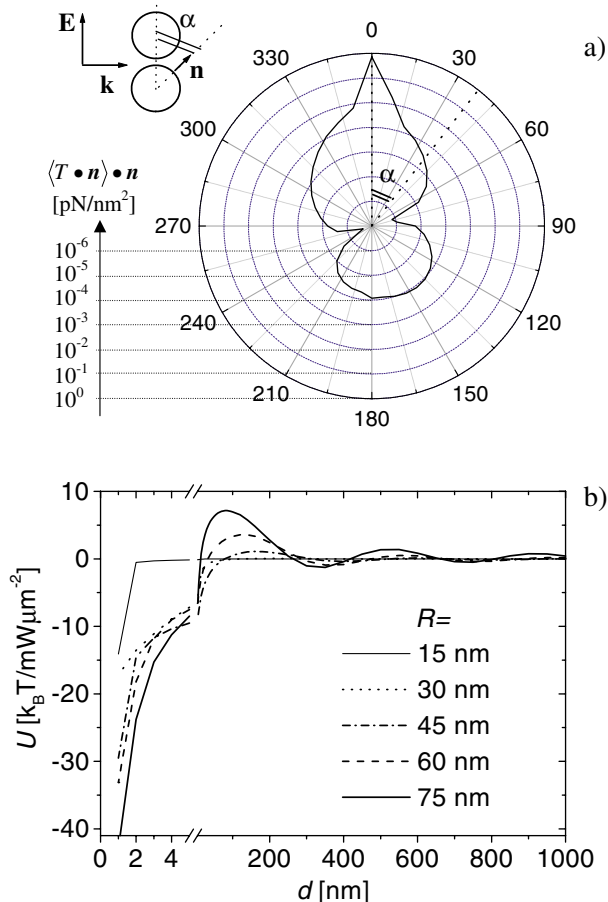 E
k
α
n
a)
⟨T • n⟩ • n
[pN/nm²]
10⁻⁶
10⁻⁵
10⁻⁴
10⁻³
10⁻²
10⁻¹
10⁰
0
30
60
90
120
150
180
210
240
270
300
330
α
b)
U [k_BT/mWμm⁻²]
10
0
-10
-20
-30
-40
R=
15 nm
30 nm
45 nm
60 nm
75 nm
0 2 4 200 400 600 800 1000
d [nm]